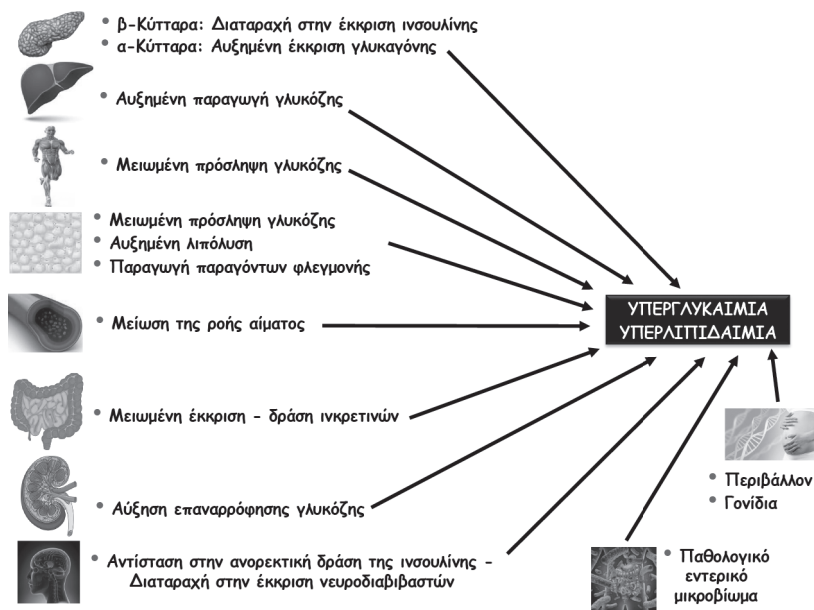 • β-Κύτταρα: Διαταραχή στην έκκριση ινσουλίνης
• α-Κύτταρα: Αυξημένη έκκριση γλυκαγόνης
• Αυξημένη παραγωγή γλυκόζης
• Μειωμένη πρόσληψη γλυκόζης
• Μειωμένη πρόσληψη γλυκόζης
• Αυξημένη λιπόλυση
• Παραγωγή παραγόντων φλεγμονής
• Μείωση της ροής αίματος
• Μειωμένη έκκριση – δράση ινκρετινών
• Αύξηση επαναρρόφησης γλυκόζης
• Αντίσταση στην ανορεκτική δράση της ινσουλίνης –
Διαταραχή στην έκκριση νευροδιαβιβαστών
ΥΠΕΡΓΛΥΚΑΙΜΙΑ
ΥΠΕΡΛΙΠΙΔΑΙΜΙΑ
• Περιβάλλον
• Γονίδια
• Παθολογικό
εντερικό
μικροβίωμα